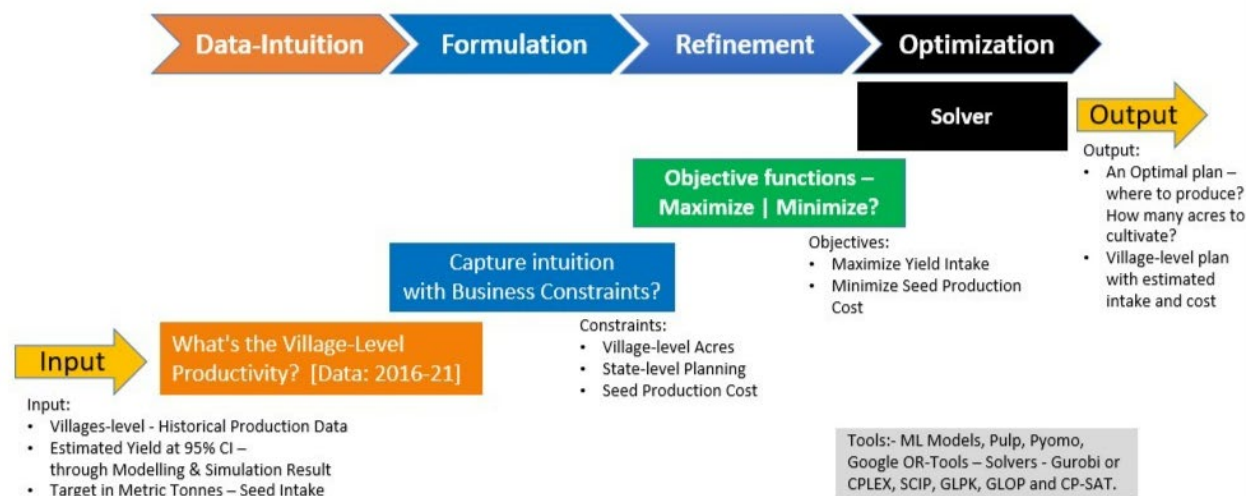 Data-Intuition
Formulation
Refinement
Optimization
Solver
Output
Output:
• An Optimal plan –
where to produce?
How many acres to
cultivate?
• Village-level plan
with estimated
intake and cost
Objective functions –
Maximize | Minimize?
Objectives:
• Maximize Yield Intake
• Minimize Seed Production
Cost
Capture intuition
with Business Constraints?
Constraints:
• Village-level Acres
• State-level Planning
• Seed Production Cost
Input
What's the Village-Level
Productivity? [Data: 2016-21]
Input:
• Villages-level - Historical Production Data
• Estimated Yield at 95% CI –
through Modelling & Simulation Result
• Target in Metric Tonnes – Seed Intake
Tools:- ML Models, Pulp, Pyomo,
Google OR-Tools – Solvers - Gurobi or
CPLEX, SCIP, GLPK, GLOP and CP-SAT.